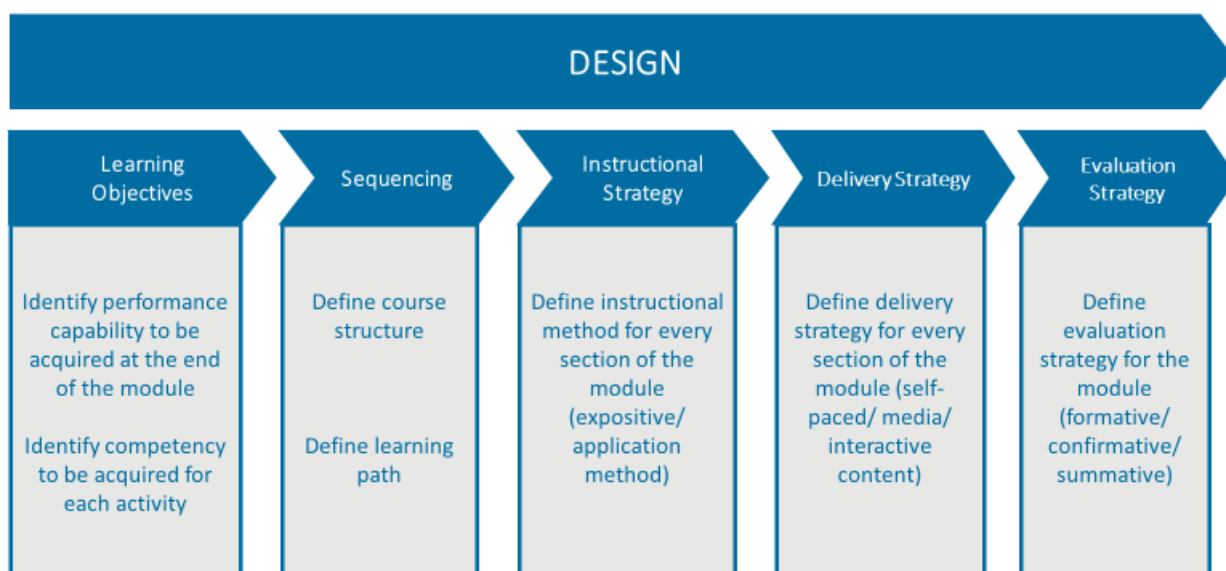 DESIGN
Learning
Objectives
Sequencing
Instructional
Strategy
Delivery Strategy
Evaluation
Strategy
Identify performance
capability to be
acquired at the end
of the module
Identify competency
to be acquired for
each activity
Define course
structure
Define learning
path
Define instructional
method for every
section of the
module
(expositive/
application
method)
Define delivery
strategy for every
section of the
module (self-
paced/ media/
interactive
content)
Define
evaluation
strategy for the
module
(formative/
confirmative/
summative)